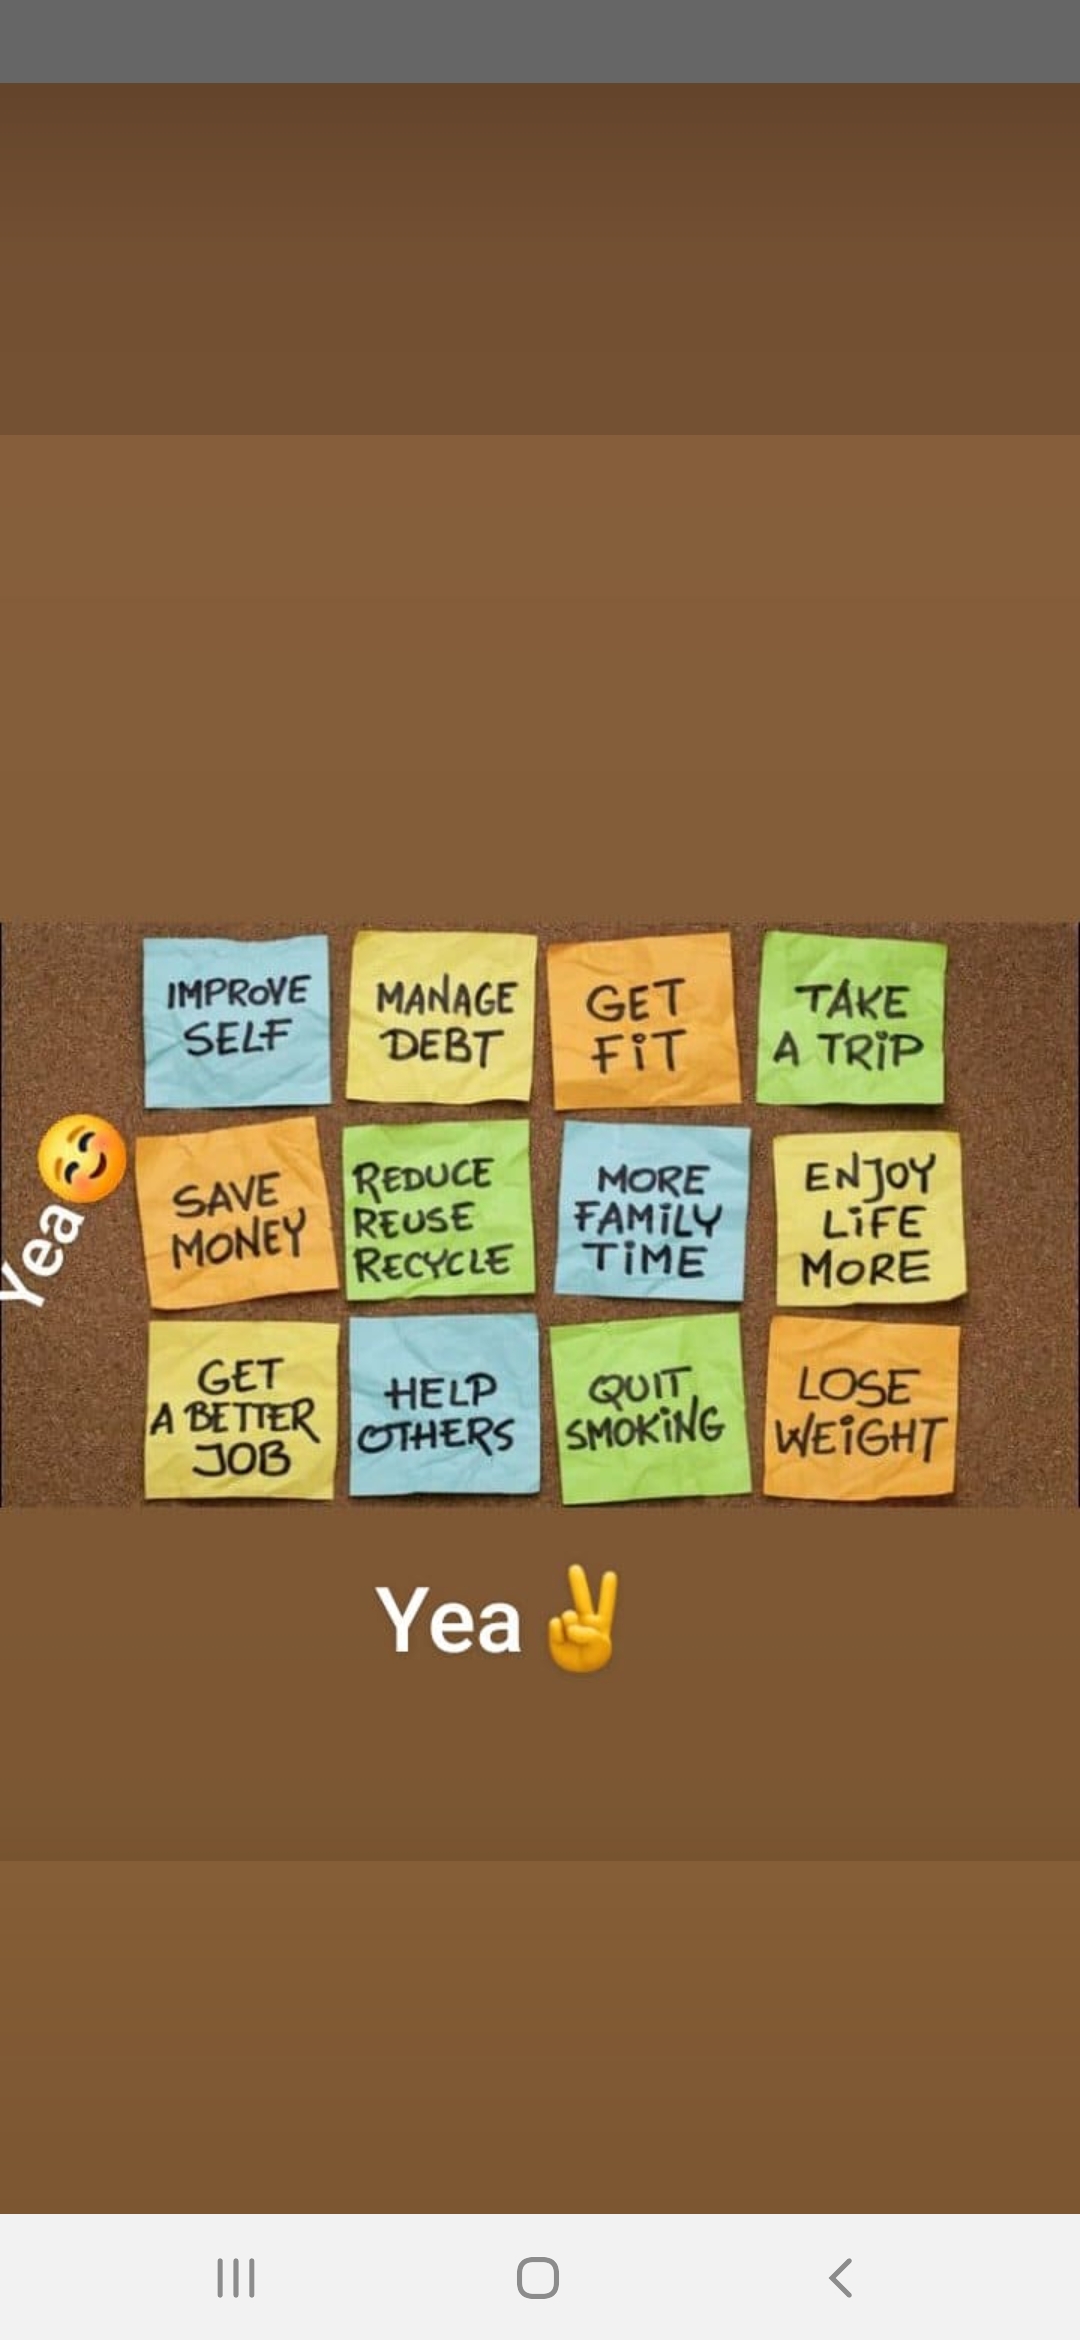 IMPROVE
SELF
MANAGE
DEBT
GET
FIT
TAKE
A TRIP
SAVE
MONEY
REDUCE
REUSE
RECYCLE
MORE
FAMILY
TIME
ENJOY
LIFE
MORE
GET
A BETTER
JOB
HELP
OTHERS
QUIT
SMOKING
LOSE
WEIGHT
Yea😊
Yea✌️